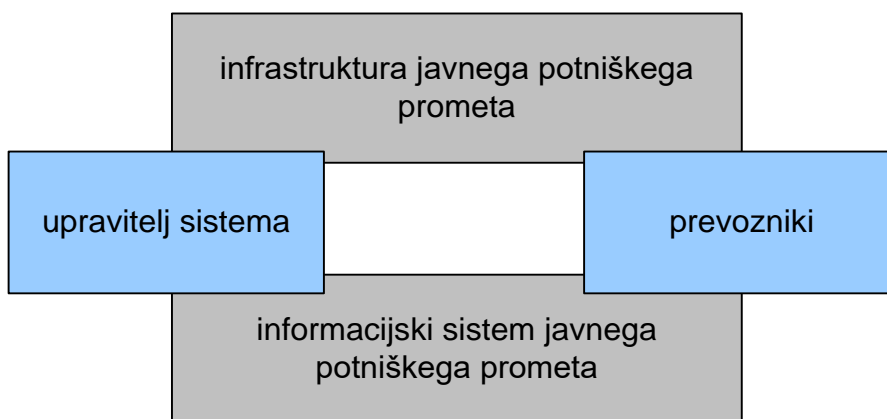 infrastruktura javnega potniškega
prometa
upravitelj sistema
prevozniki
informacijski sistem javnega
potniškega prometa